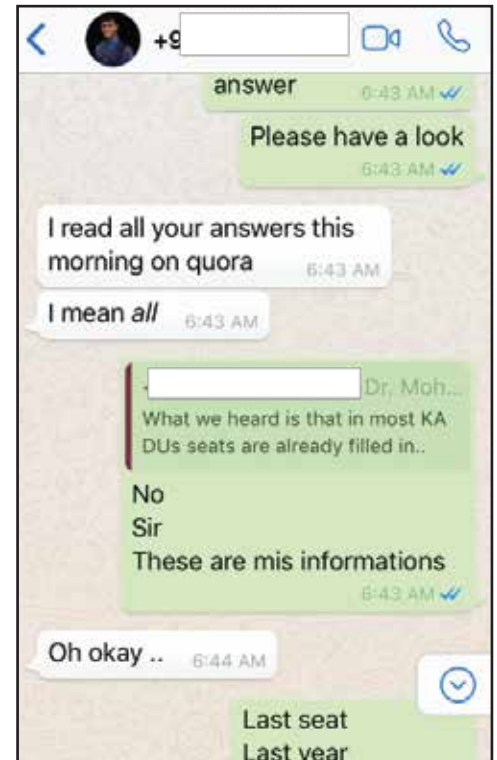 +9
answer
6:43 AM
Please have a look
6:43 AM
I read all your answers this
morning on quora
6:43 AM
I mean all
6:43 AM
Dr. Moh...
What we heard is that in most KA
DUs seats are already filled in..
No
Sir
These are mis informations
6:43 AM
Oh okay ..
6:44 AM
Last seat
Last year